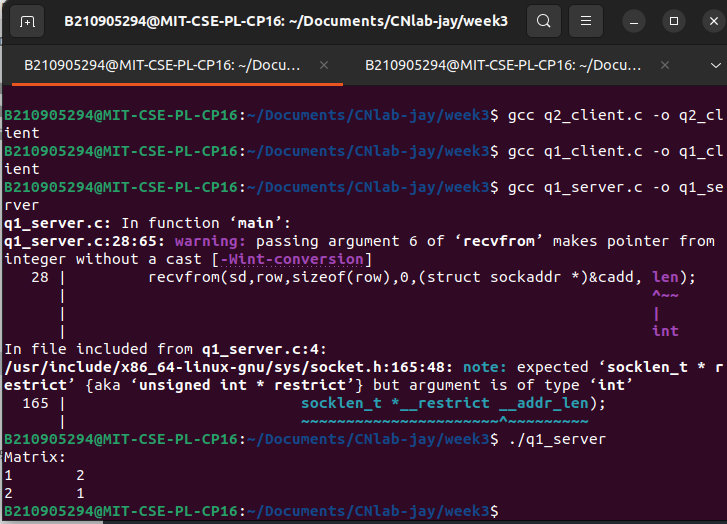 B210905294@MIT-CSE-PL-CP16: ~/Documents/CNlab-jay/week3
B210905294@MIT-CSE-PL-CP16: ~/Docu... × B210905294@MIT-CSE-PL-CP16: ~/Docu... ×
B210905294@MIT-CSE-PL-CP16:~/Documents/CNlab-jay/week3$ gcc q2_client.c -o q2_cl
ient
B210905294@MIT-CSE-PL-CP16:~/Documents/CNlab-jay/week3$ gcc q1_client.c -o q1_cl
ient
B210905294@MIT-CSE-PL-CP16:~/Documents/CNlab-jay/week3$ gcc q1_server.c -o q1_se
rver
q1_server.c: In function ‘main’:
q1_server.c:28:65: warning: passing argument 6 of ‘recvfrom’ makes pointer from
integer without a cast [-Wint-conversion]
   28 |         recvfrom(sd,row,sizeof(row),0,(struct sockaddr *)&cadd, len);
      |                                                                 ^~~
      |                                                                 |
      |                                                                 int
In file included from q1_server.c:4:
/usr/include/x86_64-linux-gnu/sys/socket.h:165:48: note: expected ‘socklen_t * r
estrict’ {aka ‘unsigned int * restrict’} but argument is of type ‘int’
  165 |                          socklen_t *__restrict __addr_len);
      |                          ~~~~~~~~~~~~~~~~~~~~~~^~~~~~~~~~
B210905294@MIT-CSE-PL-CP16:~/Documents/CNlab-jay/week3$ ./q1_server
Matrix:
1       2
2       1
B210905294@MIT-CSE-PL-CP16:~/Documents/CNlab-jay/week3$